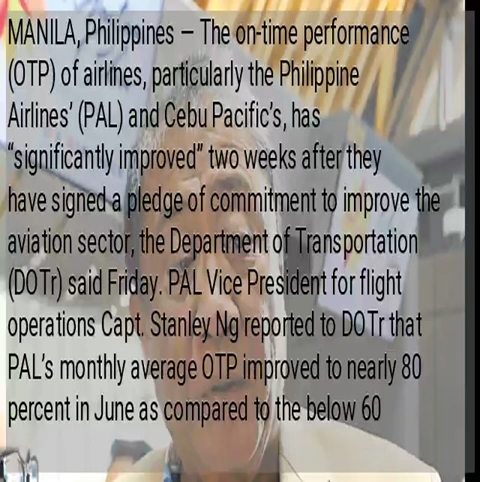 MANILA, Philippines – The on-time performance
(OTP) of airlines, particularly the Philippine
Airlines' (PAL) and Cebu Pacific's, has
“significantly improved” two weeks after they
have signed a pledge of commitment to improve the
aviation sector, the Department of Transportation
(DOTr) said Friday. PAL Vice President for flight
operations Capt. Stanley Ng reported to DOTr that
PAL's monthly average OTP improved to nearly 80
percent in June as compared to the below 60